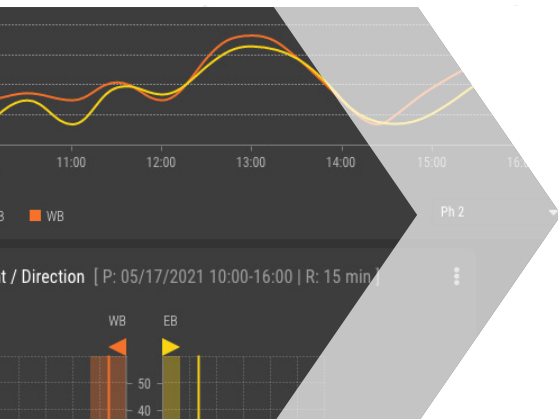 11:00 12:00 13:00 14:00 15:00 16:
B WB
Ph 2
t / Direction [ P: 05/17/2021 10:00-16:00 | R: 15 min ]
WB EB
50
40